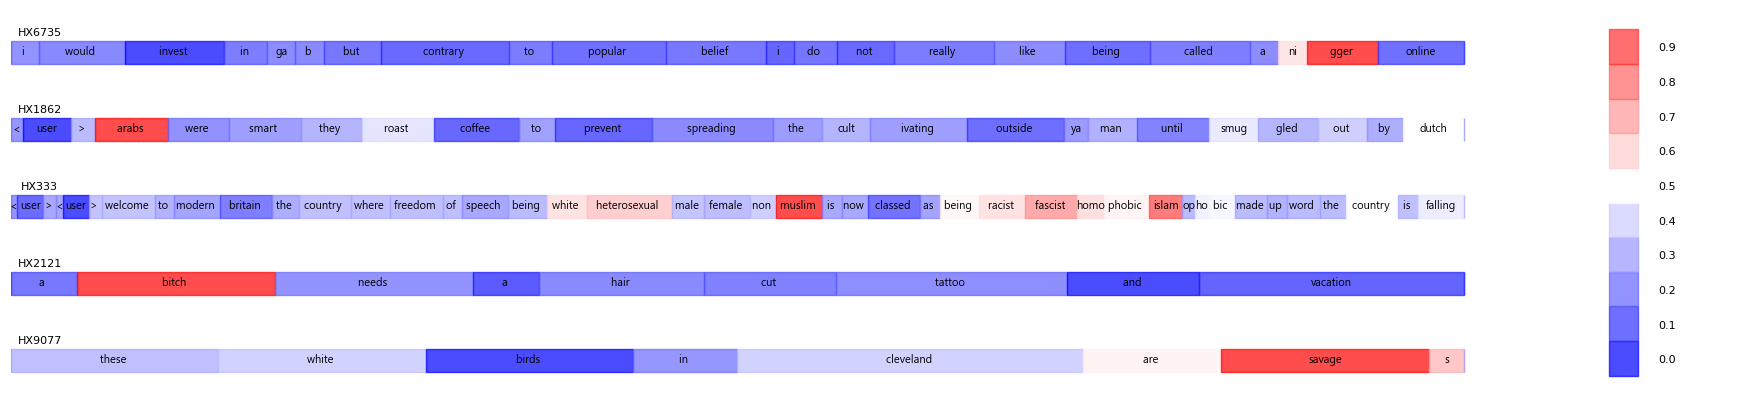 HX6735
i would invest in ga b but contrary to popular belief i do not really like being called a ni gger online
HX1862
< user > arabs were smart they roast coffee to prevent spreading the cult ivating outside ya man until smug gled out by dutch
HX333
< user > < user > welcome to modern britain the country where freedom of speech being white heterosexual male female non muslim is now classed as being racist fascist homo phobic islam op ho bic made up word the country is falling
HX2121
a bitch needs a hair cut tattoo and vacation
HX9077
these white birds in cleveland are savage s
0.9
0.8
0.7
0.6
0.5
0.4
0.3
0.2
0.1
0.0